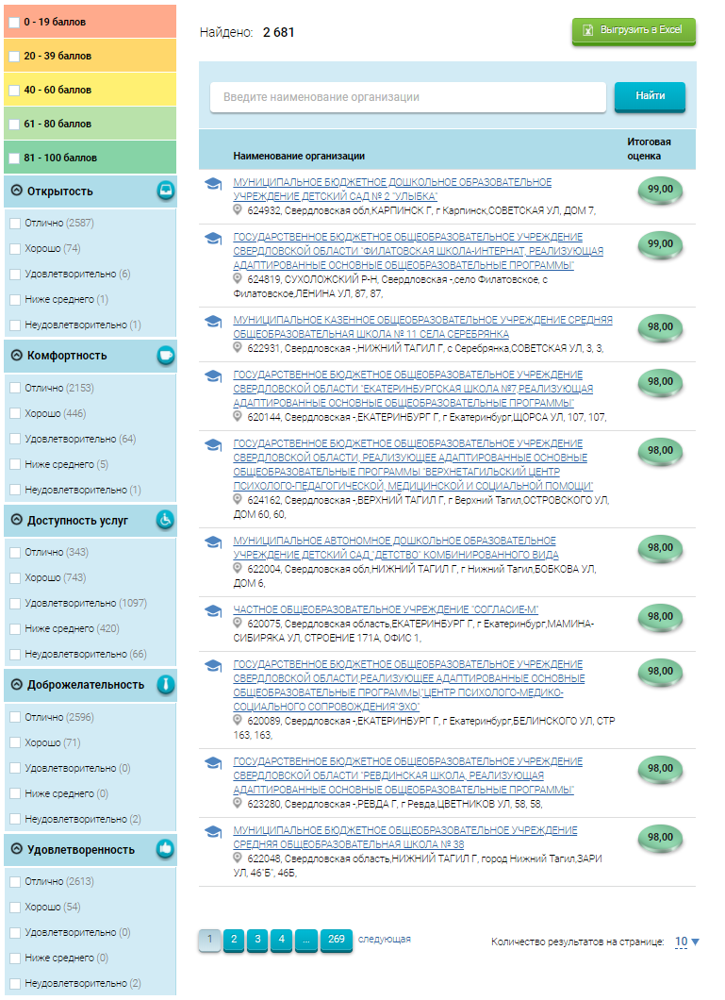 0 - 19 баллов
20 - 39 баллов
40 - 60 баллов
61 - 80 баллов
81 - 100 баллов
Открытость
Отлично (2587)
Хорошо (74)
Удовлетворительно (6)
Ниже среднего (1)
Неудовлетворительно (1)
Комфортность
Отлично (2153)
Хорошо (446)
Удовлетворительно (64)
Ниже среднего (5)
Неудовлетворительно (1)
Доступность услуг
Отлично (343)
Хорошо (743)
Удовлетворительно (1097)
Ниже среднего (420)
Неудовлетворительно (66)
Доброжелательность
Отлично (2596)
Хорошо (71)
Удовлетворительно (0)
Ниже среднего (0)
Неудовлетворительно (2)
Удовлетворенность
Отлично (2613)
Хорошо (54)
Удовлетворительно (0)
Ниже среднего (0)
Неудовлетворительно (2)
Найдено: 2 681
Выгрузить в Excel
Введите наименование организации
Найти
Наименование организации
Итоговая
оценка
МУНИЦИПАЛЬНОЕ БЮДЖЕТНОЕ ДОШКОЛЬНОЕ ОБРАЗОВАТЕЛЬНОЕ
УЧРЕЖДЕНИЕ ДЕТСКИЙ САД № 2 "УЛЫБКА"
624932, Свердловская обл,КАРПИНСК Г, г Карпинск,СОВЕТСКАЯ УЛ, ДОМ 7,
99,00
ГОСУДАРСТВЕННОЕ БЮДЖЕТНОЕ ОБЩЕОБРАЗОВАТЕЛЬНОЕ УЧРЕЖДЕНИЕ
СВЕРДЛОВСКОЙ ОБЛАСТИ "ФИЛАТОВСКАЯ ШКОЛА-ИНТЕРНАТ, РЕАЛИЗУЮЩАЯ
АДАПТИРОВАННЫЕ ОСНОВНЫЕ ОБЩЕОБРАЗОВАТЕЛЬНЫЕ ПРОГРАММЫ"
624819, СУХОЛОЖСКИЙ Р-Н, Свердловская -,село Филатовское, с
Филатовское,ЛЕНИНА УЛ, 87, 87,
99,00
МУНИЦИПАЛЬНОЕ КАЗЕННОЕ ОБЩЕОБРАЗОВАТЕЛЬНОЕ УЧРЕЖДЕНИЕ СРЕДНЯЯ
ОБЩЕОБРАЗОВАТЕЛЬНАЯ ШКОЛА № 11 СЕЛА СЕРЕБРЯНКА
622931, Свердловская -,НИЖНИЙ ТАГИЛ Г, с Серебрянка,СОВЕТСКАЯ УЛ, 3, 3,
98,00
ГОСУДАРСТВЕННОЕ БЮДЖЕТНОЕ ОБЩЕОБРАЗОВАТЕЛЬНОЕ УЧРЕЖДЕНИЕ
СВЕРДЛОВСКОЙ ОБЛАСТИ "ЕКАТЕРИНБУРГСКАЯ ШКОЛА №7,РЕАЛИЗУЮЩАЯ
АДАПТИРОВАННЫЕ ОСНОВНЫЕ ОБЩЕОБРАЗОВАТЕЛЬНЫЕ ПРОГРАММЫ"
620144, Свердловская -,ЕКАТЕРИНБУРГ Г, г Екатеринбург,ЩОРСА УЛ, 107, 107,
98,00
ГОСУДАРСТВЕННОЕ БЮДЖЕТНОЕ ОБЩЕОБРАЗОВАТЕЛЬНОЕ УЧРЕЖДЕНИЕ
СВЕРДЛОВСКОЙ ОБЛАСТИ, РЕАЛИЗУЮЩЕЕ АДАПТИРОВАННЫЕ ОСНОВНЫЕ
ОБЩЕОБРАЗОВАТЕЛЬНЫЕ ПРОГРАММЫ "ВЕРХНЕТАГИЛЬСКИЙ ЦЕНТР
ПСИХОЛОГО-ПЕДАГОГИЧЕСКОЙ, МЕДИЦИНСКОЙ И СОЦИАЛЬНОЙ ПОМОЩИ"
624162, Свердловская -,ВЕРХНИЙ ТАГИЛ Г, г Верхний Тагил,ОСТРОВСКОГО УЛ,
ДОМ 60, 60,
98,00
МУНИЦИПАЛЬНОЕ АВТОНОМНОЕ ДОШКОЛЬНОЕ ОБРАЗОВАТЕЛЬНОЕ
УЧРЕЖДЕНИЕ ДЕТСКИЙ САД "ДЕТСТВО" КОМБИНИРОВАННОГО ВИДА
622004, Свердловская обл,НИЖНИЙ ТАГИЛ Г, г Нижний Тагил,БОБКОВА УЛ,
ДОМ 6,
98,00
ЧАСТНОЕ ОБЩЕОБРАЗОВАТЕЛЬНОЕ УЧРЕЖДЕНИЕ "СОГЛАСИЕ-М"
620075, Свердловская область,ЕКАТЕРИНБУРГ Г, г Екатеринбург,МАМИНА-
СИБИРЯКА УЛ, СТРОЕНИЕ 171А, ОФИС 1,
98,00
ГОСУДАРСТВЕННОЕ БЮДЖЕТНОЕ ОБЩЕОБРАЗОВАТЕЛЬНОЕ УЧРЕЖДЕНИЕ
СВЕРДЛОВСКОЙ ОБЛАСТИ,РЕАЛИЗУЮЩЕЕ АДАПТИРОВАННЫЕ ОСНОВНЫЕ
ОБЩЕОБРАЗОВАТЕЛЬНЫЕ ПРОГРАММЫ,"ЦЕНТР ПСИХОЛОГО-МЕДИКО-
СОЦИАЛЬНОГО СОПРОВОЖДЕНИЯ"ЭХО"
620089, Свердловская -,ЕКАТЕРИНБУРГ Г, г Екатеринбург,БЕЛИНСКОГО УЛ, СТР
163, 163,
98,00
ГОСУДАРСТВЕННОЕ БЮДЖЕТНОЕ ОБЩЕОБРАЗОВАТЕЛЬНОЕ УЧРЕЖДЕНИЕ
СВЕРДЛОВСКОЙ ОБЛАСТИ "РЕВДИНСКАЯ ШКОЛА, РЕАЛИЗУЮЩАЯ
АДАПТИРОВАННЫЕ ОСНОВНЫЕ ОБЩЕОБРАЗОВАТЕЛЬНЫЕ ПРОГРАММЫ"
623280, Свердловская -,РЕВДА Г, г Ревда,ЦВЕТНИКОВ УЛ, 58, 58,
98,00
МУНИЦИПАЛЬНОЕ БЮДЖЕТНОЕ ОБЩЕОБРАЗОВАТЕЛЬНОЕ УЧРЕЖДЕНИЕ
СРЕДНЯЯ ОБЩЕОБРАЗОВАТЕЛЬНАЯ ШКОЛА № 38
622048, Свердловская область,НИЖНИЙ ТАГИЛ Г, город Нижний Тагил,ЗАРИ
УЛ, 46"Б", 46Б,
98,00
1 2 3 4 ... 269 следующая
Количество результатов на странице: 10